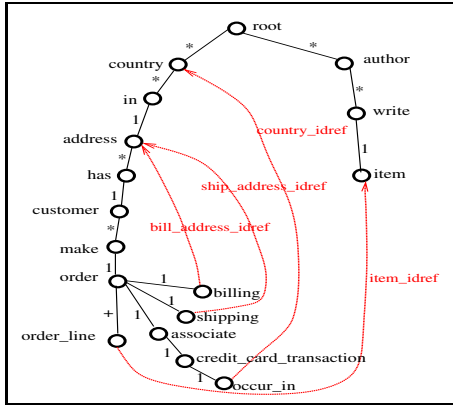 root
* *
country author
* *
in country_idref write
1 1
address item
* ship_address_idref
has
1
customer bill_address_idref
*
make
1
order item_idref
1
billing
+ 1 shipping
order_line 1 associate
1 credit_card_transaction
1 occur_in